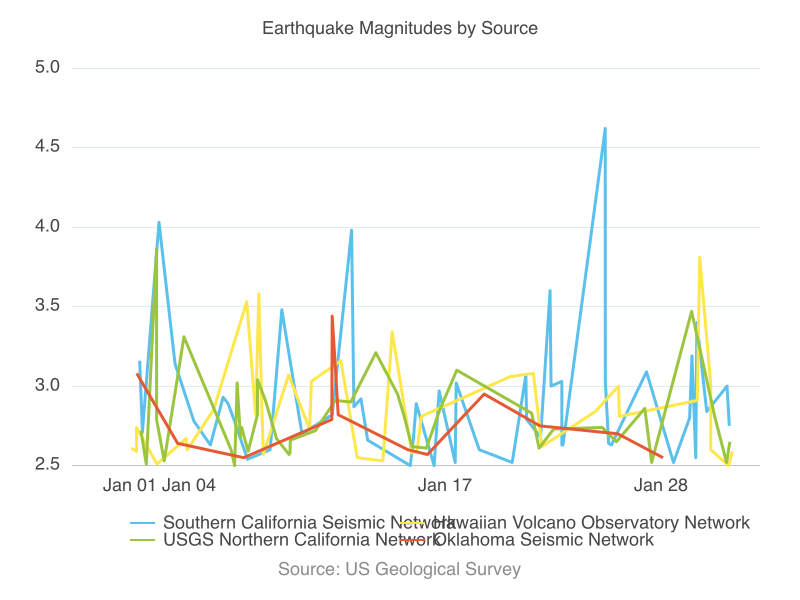 Earthquake Magnitudes by Source
5.0
4.5
4.0
3.5
3.0
2.5
Jan 01 Jan 04 Jan 17 Jan 28
Southern California Seismic Network Hawaiian Volcano Observatory Network
USGS Northern California Network Oklahoma Seismic Network
Source: US Geological Survey